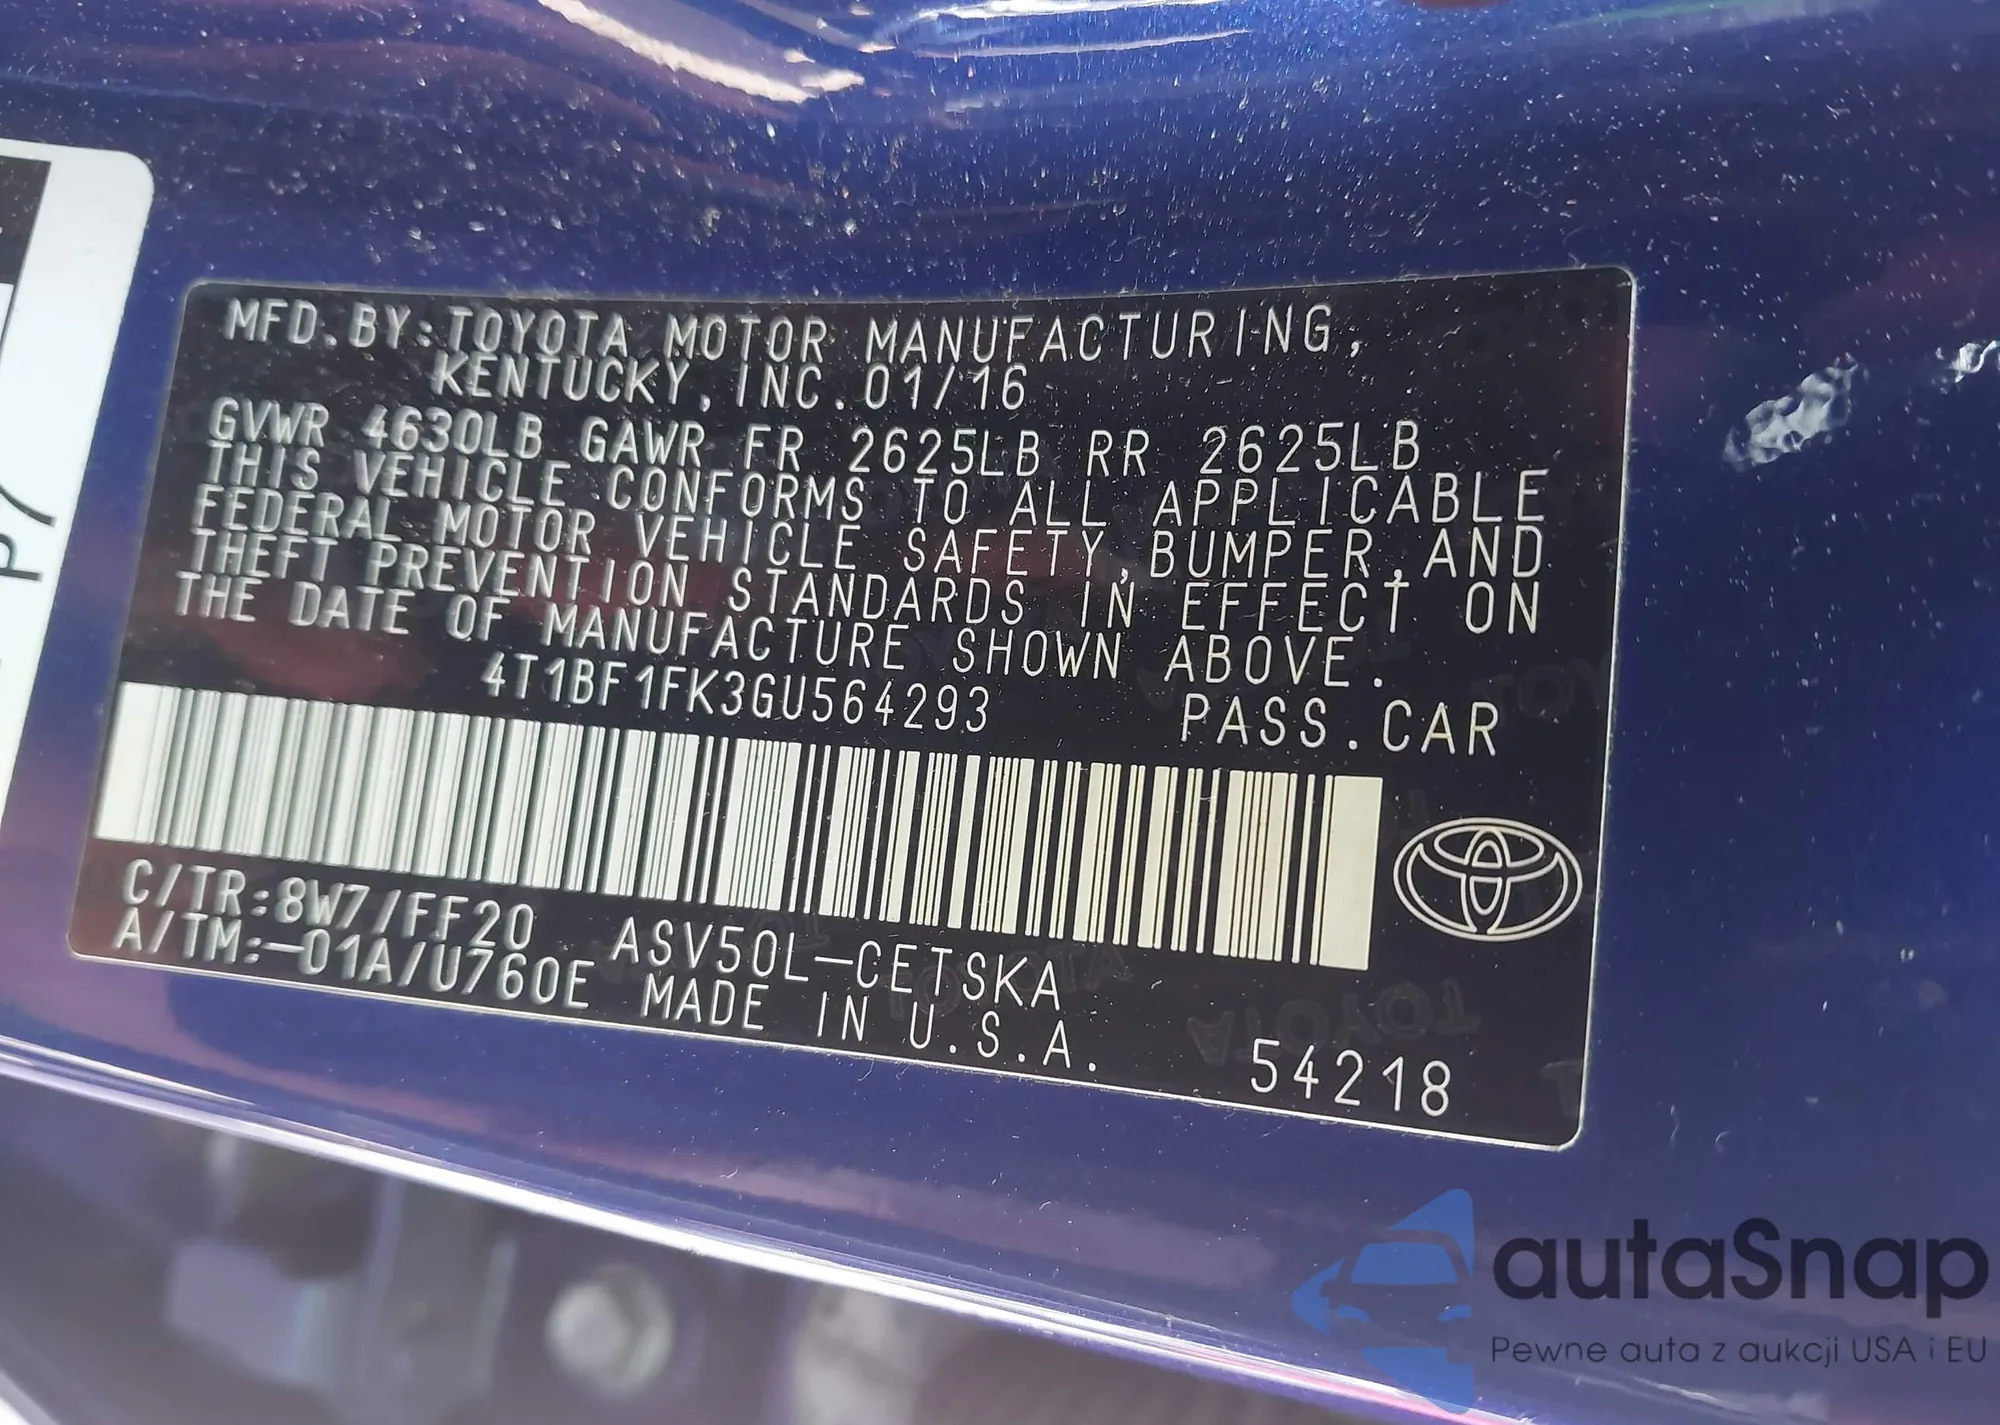 MFD. BY: TOYOTA MOTOR MANUFACTURING,
KENTUCKY, INC. 01/16
GVWR 4630LB GAWR FR 2625LB RR 2625LB
THIS VEHICLE CONFORMS TO ALL APPLICABLE
FEDERAL MOTOR VEHICLE SAFETY, BUMPER, AND
THEFT PREVENTION STANDARDS IN EFFECT ON
THE DATE OF MANUFACTURE SHOWN ABOVE.
4T1BF1FK3GU564293 PASS. CAR
C/TR:8W7/FF20 ASV50L-CETSKA
A/TM:-01A/U760E MADE IN U.S.A.
54218
autaSnap
Pewne auta z aukcji USA i EU